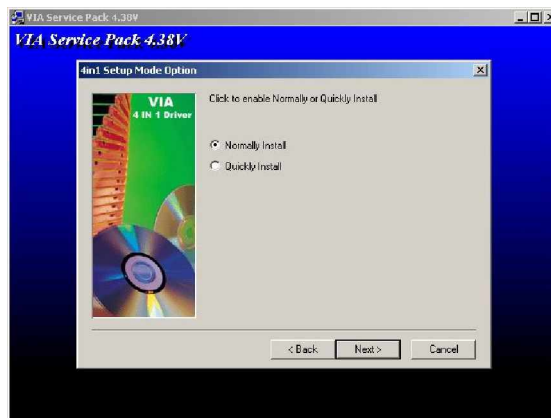 VIA Service Pack 4.38V
VIA Service Pack 4.38V
4in1 Setup Mode Option
VIA
4 IN 1 Driver
Click to enable Normally or Quickly Install
Normally Install
Quickly Install
< Back
Next >
Cancel